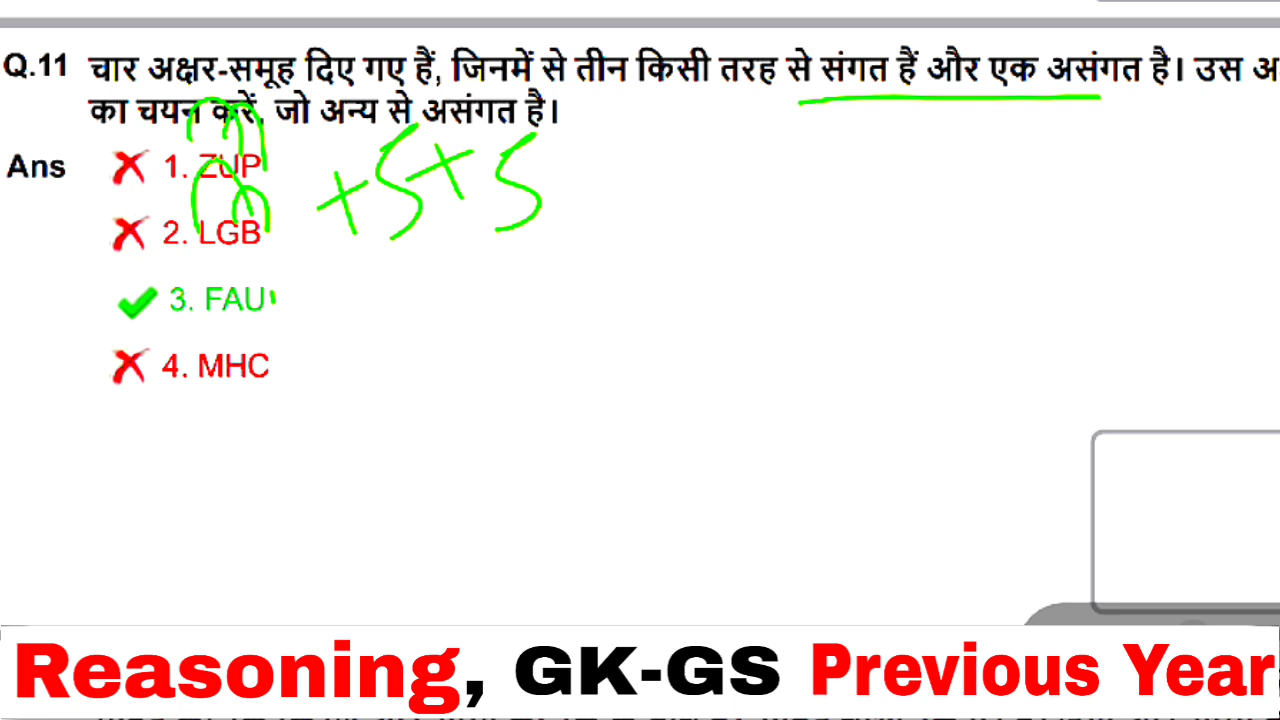 Q.11 चार अक्षर-समूह दिए गए हैं, जिनमें से तीन किसी तरह से संगत हैं और एक असंगत है। उस अ
का चयन करें, जो अन्य से असंगत है।
Ans 1. ZUP
+5+5
2. LGB
3. FAU
4. MHC
Reasoning, GK-GS Previous Year